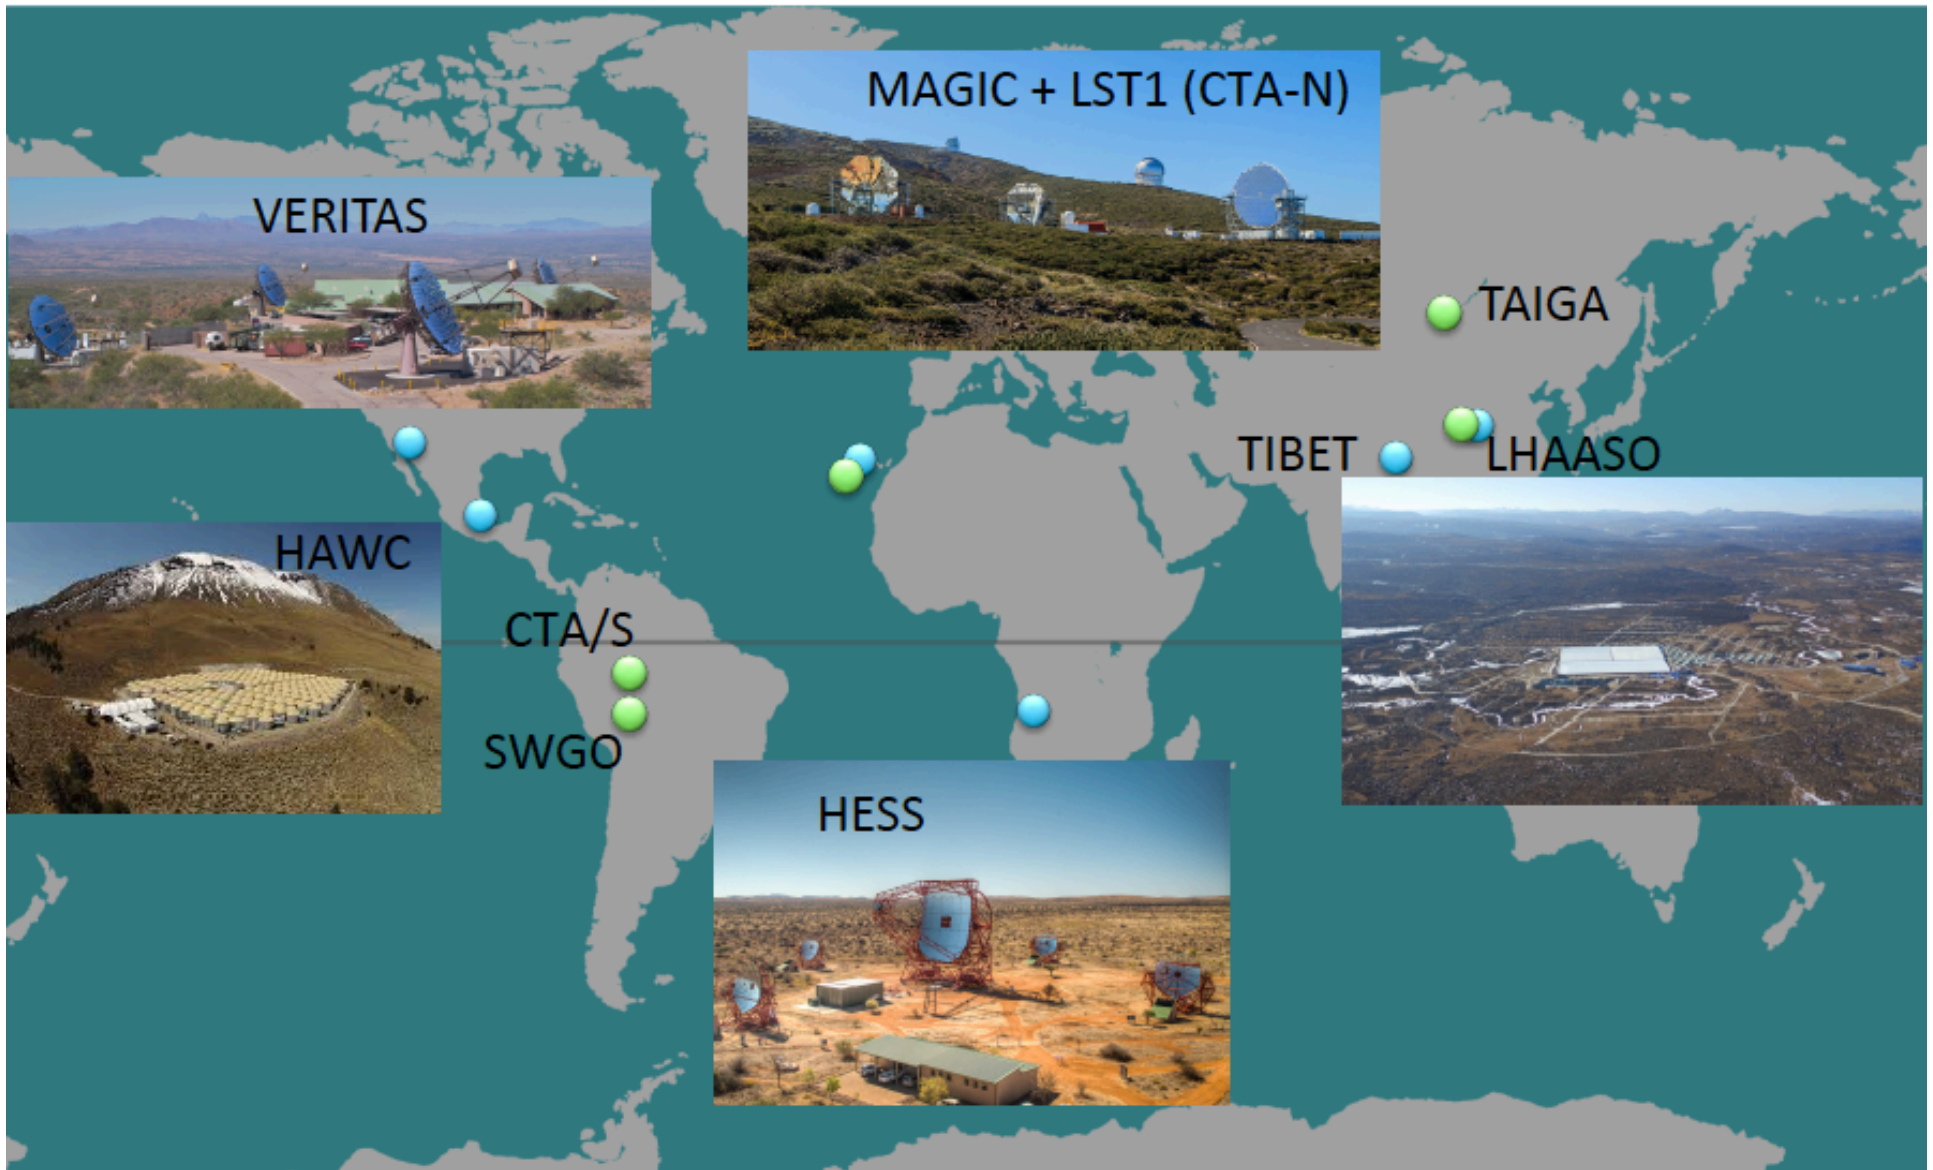 MAGIC + LST1 (CTA-N)
VERITAS
TAIGA
TIBET
LHAASO
HAWC
CTA/S
SWGO
HESS